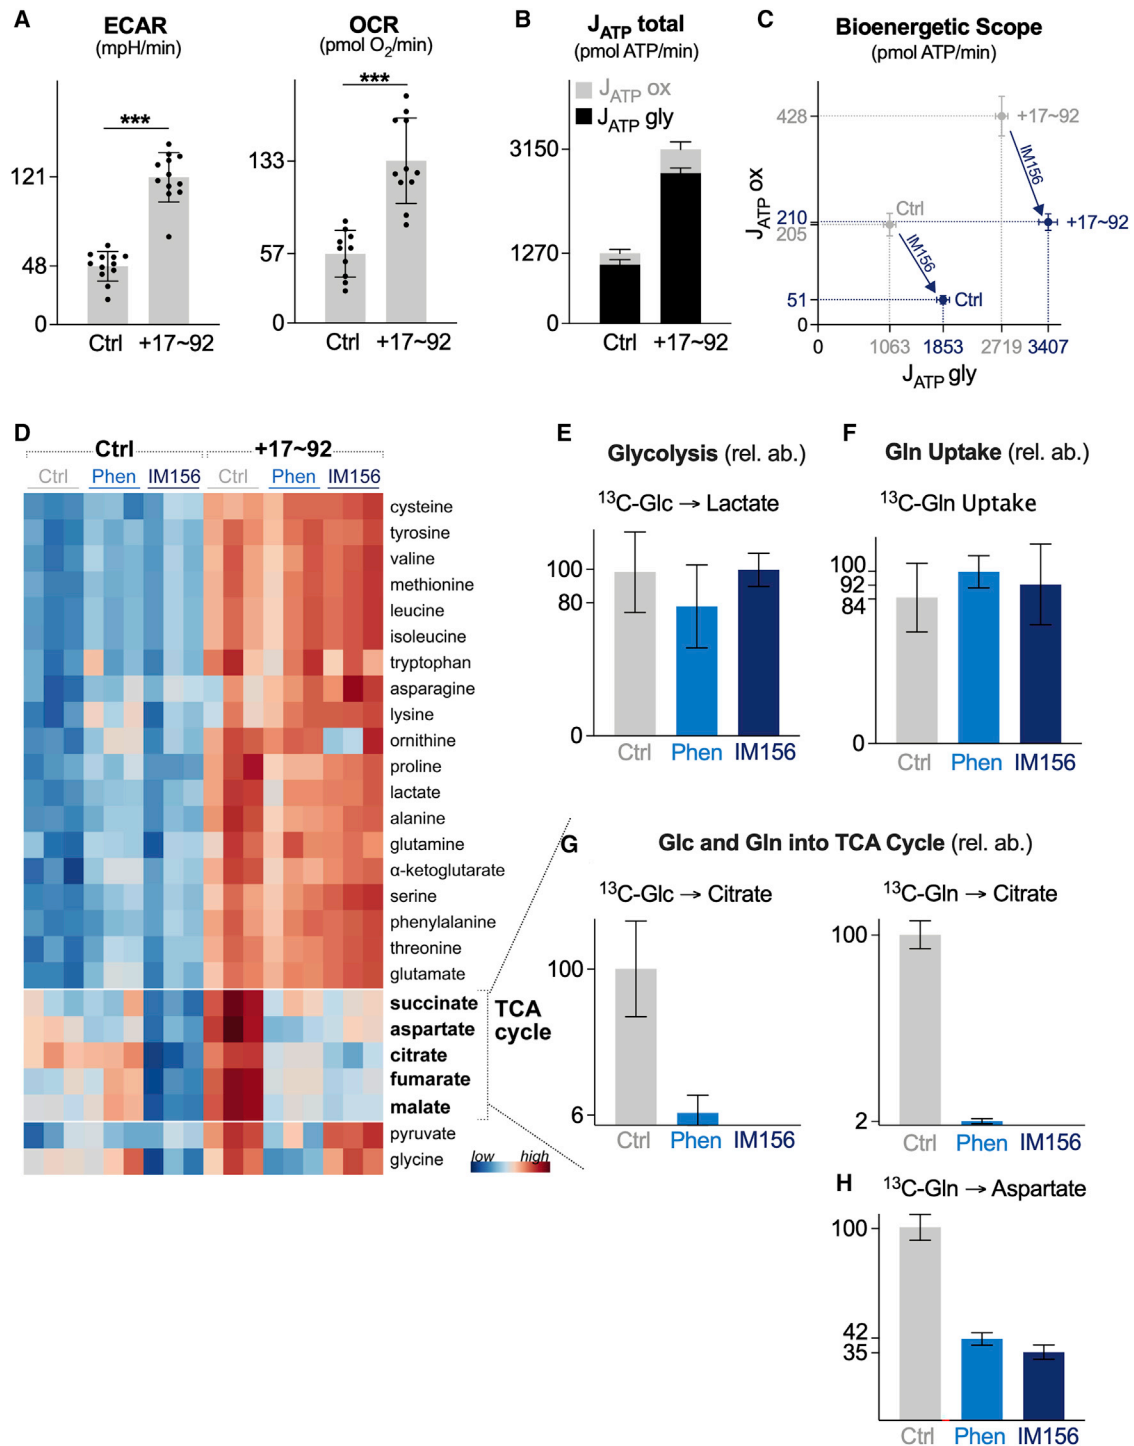 A
ECAR
(mpH/min)
***
121
48
0
Ctrl
+17~92
OCR
(pmol O2/min)
***
133
57
0
Ctrl
+17~92
B
JATP total
(pmol ATP/min)
JATP ox
JATP gly
3150
1270
0
Ctrl
+17~92
C
Bioenergetic Scope
(pmol ATP/min)
428
210
205
51
0
JATP ox
+17~92
IM156
Ctrl
+17~92
IM156
Ctrl
0
1063
1853
2719
3407
JATP gly
D
Ctrl
+17~92
Ctrl
Phen
IM156
Ctrl
Phen
IM156
cysteine
tyrosine
valine
methionine
leucine
isoleucine
tryptophan
asparagine
lysine
ornithine
proline
lactate
alanine
glutamine
α-ketoglutarate
serine
phenylalanine
threonine
glutamate
succinate
aspartate
citrate
fumarate
malate
pyruvate
glycine
TCA
cycle
low
high
E
Glycolysis (rel. ab.)
13C-Glc → Lactate
100
80
0
Ctrl
Phen
IM156
F
Gln Uptake (rel. ab.)
13C-Gln Uptake
100
92
84
0
Ctrl
Phen
IM156
G
Glc and Gln into TCA Cycle (rel. ab.)
13C-Glc → Citrate
100
6
Ctrl
Phen
IM156
13C-Gln → Citrate
100
2
Ctrl
Phen
IM156
H
13C-Gln → Aspartate
100
42
35
Ctrl
Phen
IM156